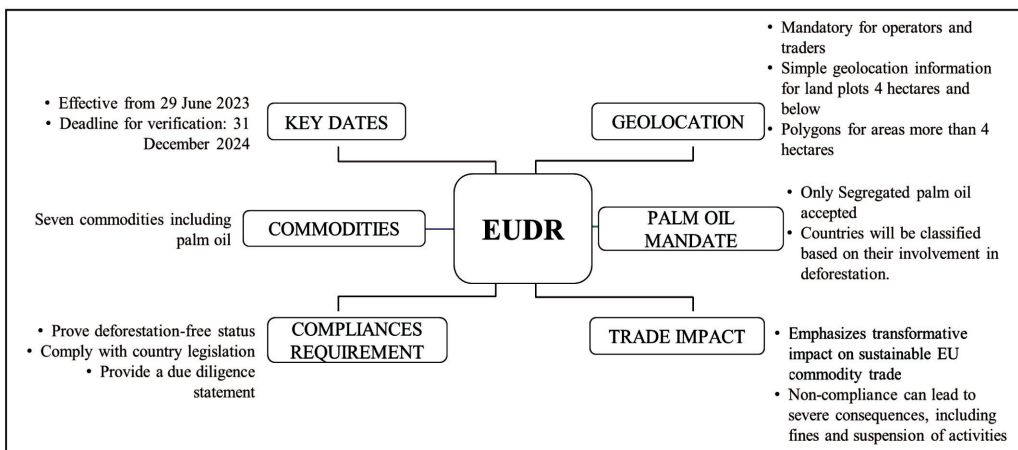 EUDR
KEY DATES
• Effective from 29 June 2023
• Deadline for verification: 31
December 2024
COMMODITIES
Seven commodities including
palm oil
COMPLIANCES
REQUIREMENT
• Prove deforestation-free status
• Comply with country legislation
• Provide a due diligence
statement
GEOLOCATION
• Mandatory for operators and
traders
• Simple geolocation information
for land plots 4 hectares and
below
• Polygons for areas more than 4
hectares
PALM OIL
MANDATE
• Only Segregated palm oil
accepted
• Countries will be classified
based on their involvement in
deforestation.
TRADE IMPACT
• Emphasizes transformative
impact on sustainable EU
commodity trade
• Non-compliance can lead to
severe consequences, including
fines and suspension of activities